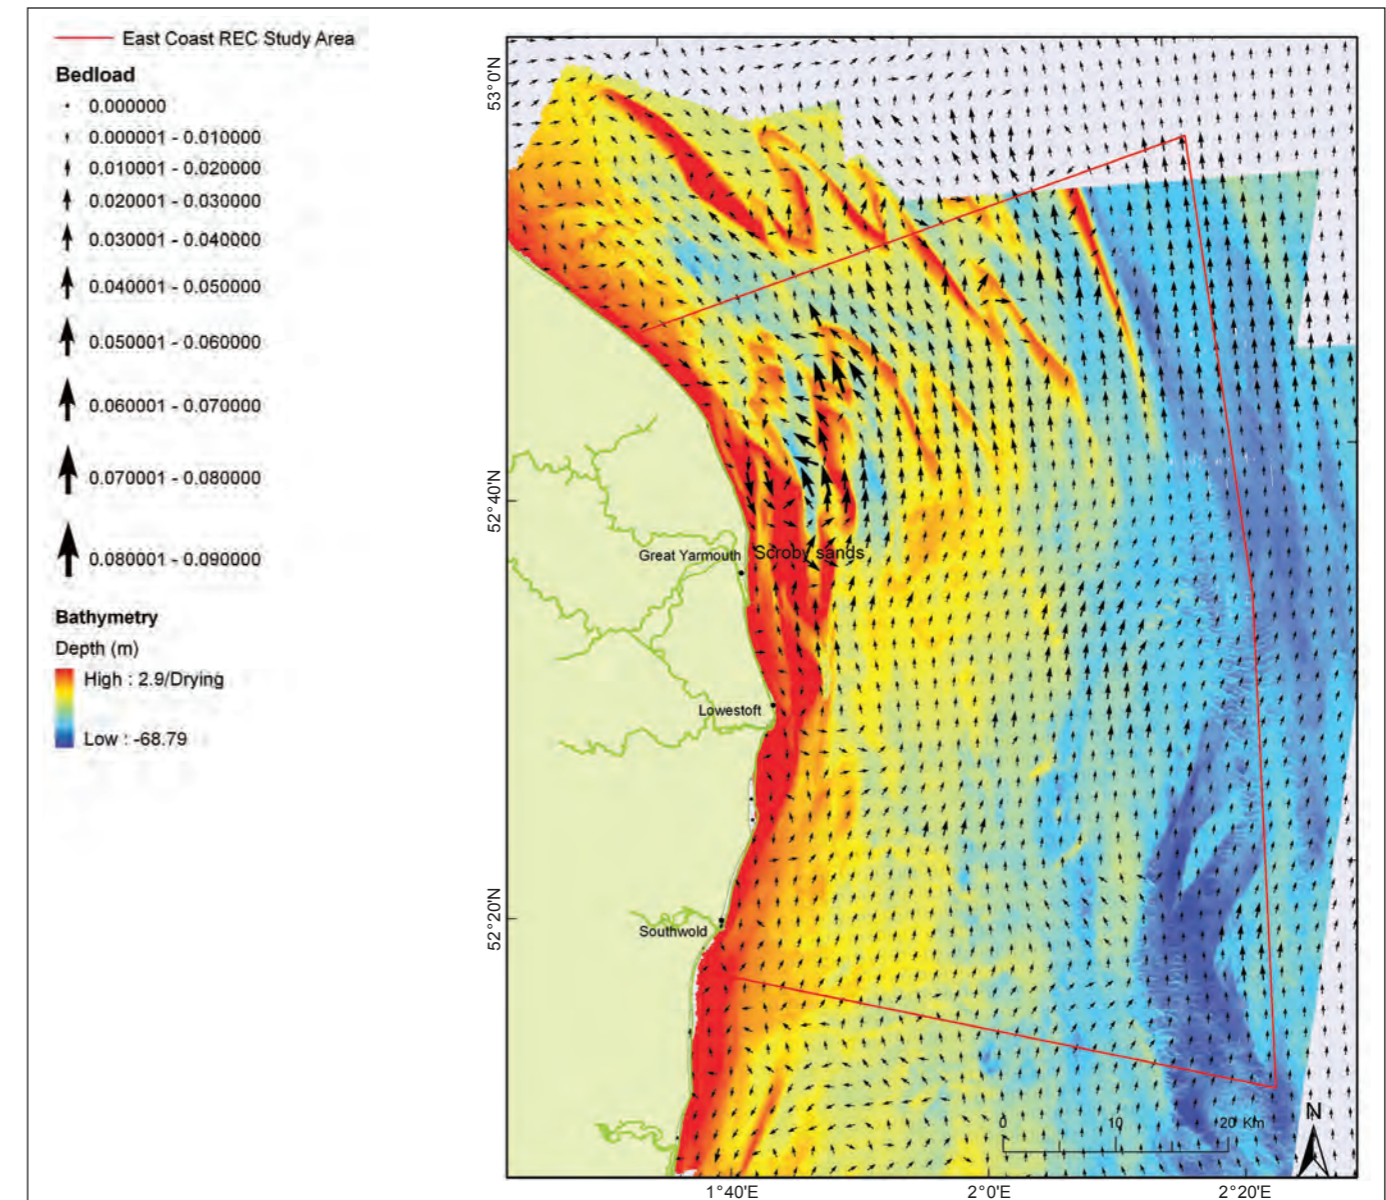 East Coast REC Study Area
Bedload
0.000000
0.000001 - 0.010000
0.010001 - 0.020000
0.020001 - 0.030000
0.030001 - 0.040000
0.040001 - 0.050000
0.050001 - 0.060000
0.060001 - 0.070000
0.070001 - 0.080000
0.080001 - 0.090000
Bathymetry
Depth (m)
High : 2.9/Drying
Low : -68.79
53°0'N
52°40'N
52°20'N
Great Yarmouth
Scroby sands
Lowestoft
Southwold
N
0 10 20 Km
1°40'E 2°0'E 2°20'E